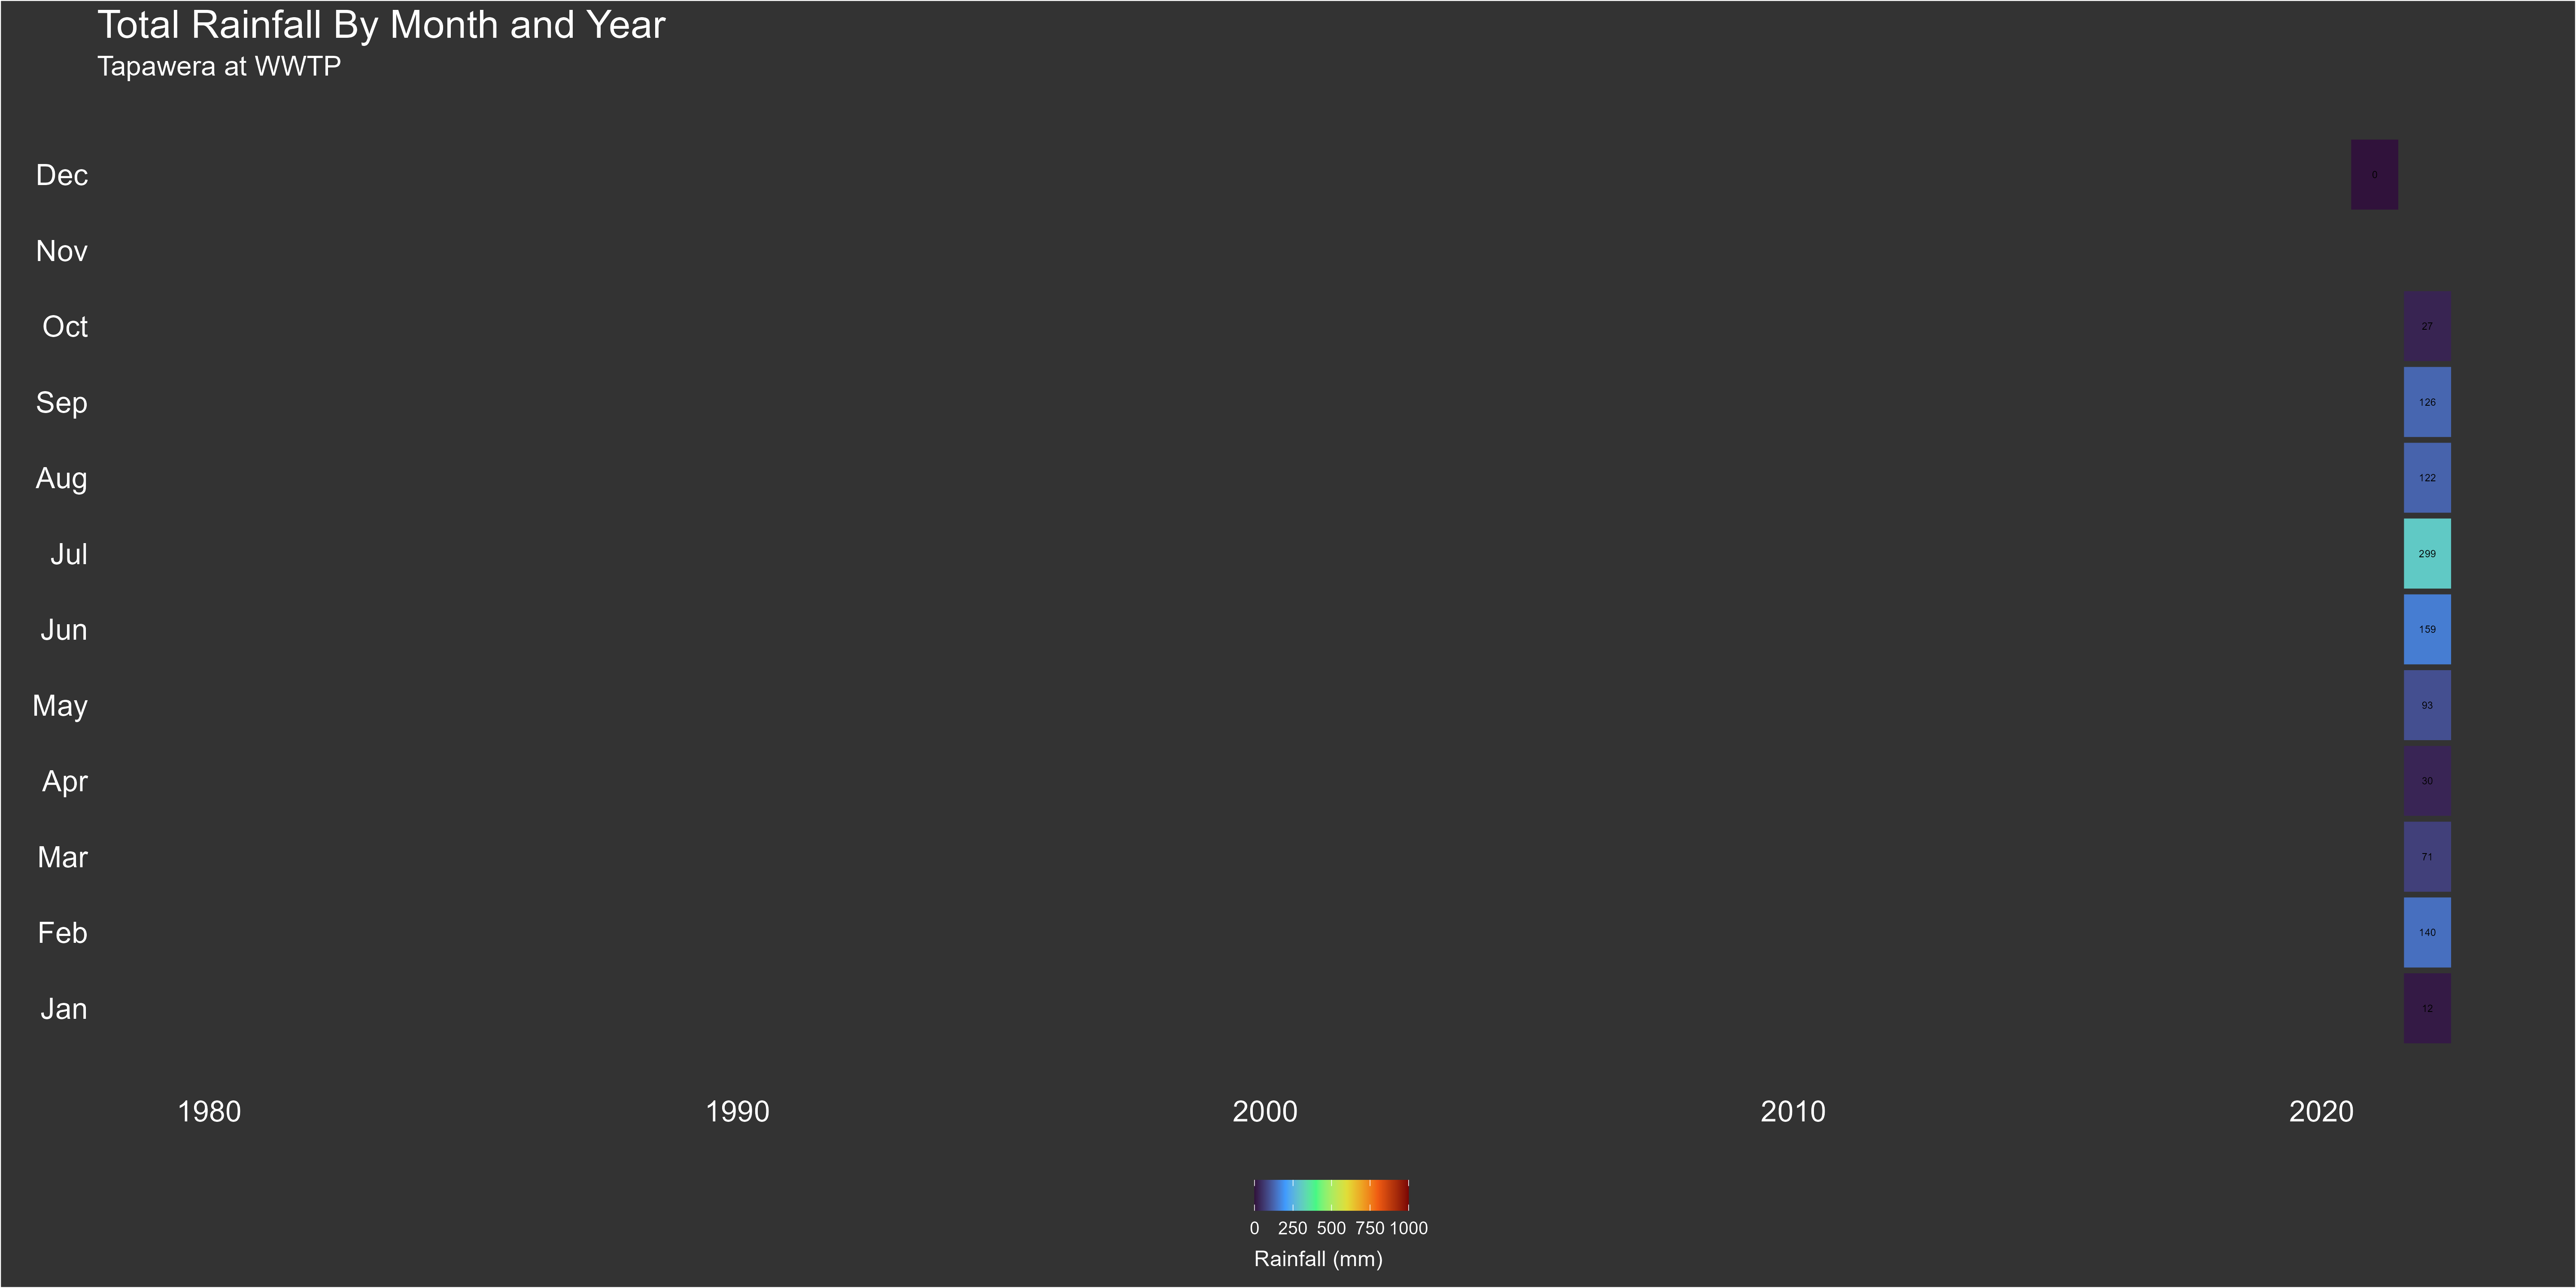 Total Rainfall By Month and Year
Tapawera at WWTP
Dec 0
Nov
Oct 27
Sep 126
Aug 122
Jul 299
Jun 159
May 93
Apr 30
Mar 71
Feb 140
Jan 12
1980 1990 2000 2010 2020
0 250 500 750 1000
Rainfall (mm)